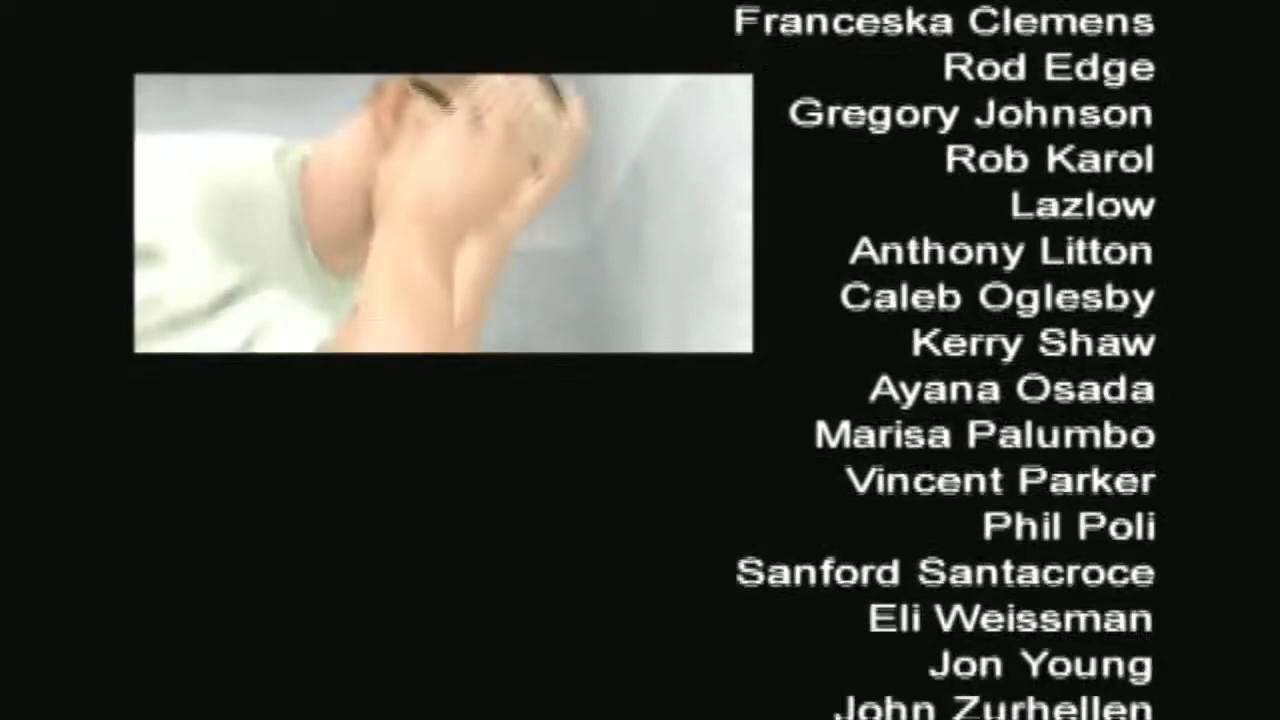 Franceska Clemens
Rod Edge
Gregory Johnson
Rob Karol
Lazlow
Anthony Litton
Caleb Oglesby
Kerry Shaw
Ayana Osada
Marisa Palumbo
Vincent Parker
Phil Poli
Sanford Santacroce
Eli Weissman
Jon Young
John Zurhellen